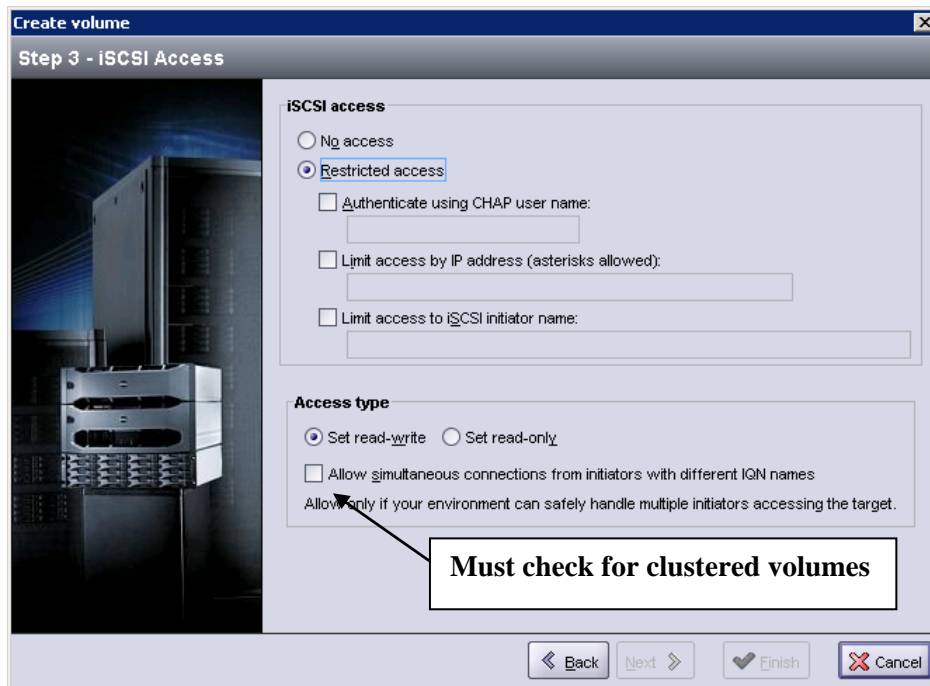 Create volume
Step 3 - iSCSI Access
iSCSI access
No access
Restricted access
Authenticate using CHAP user name:
Limit access by IP address (asterisks allowed):
Limit access to iSCSI initiator name:
Access type
Set read-write Set read-only
Allow simultaneous connections from initiators with different IQN names
Allow only if your environment can safely handle multiple initiators accessing the target.
Must check for clustered volumes
Back Next Finish Cancel